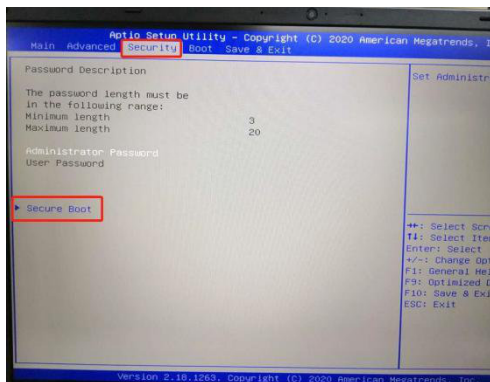 Aptio Setup Utility – Copyright (C) 2020 American Megatrends, I
Main Advanced Security Boot Save & Exit
Password Description
The password length must be
in the following range:
Minimum length 3
Maximum length 20
Administrator Password
User Password
Secure Boot
Set Administr
→←: Select Scr
↑↓: Select Ite
Enter: Select
+/-: Change Opt
F1: General Hel
F9: Optimized D
F10: Save & Exi
ESC: Exit
Version 2.18.1263. Copyright (C) 2020 American Megatrends, Inc.